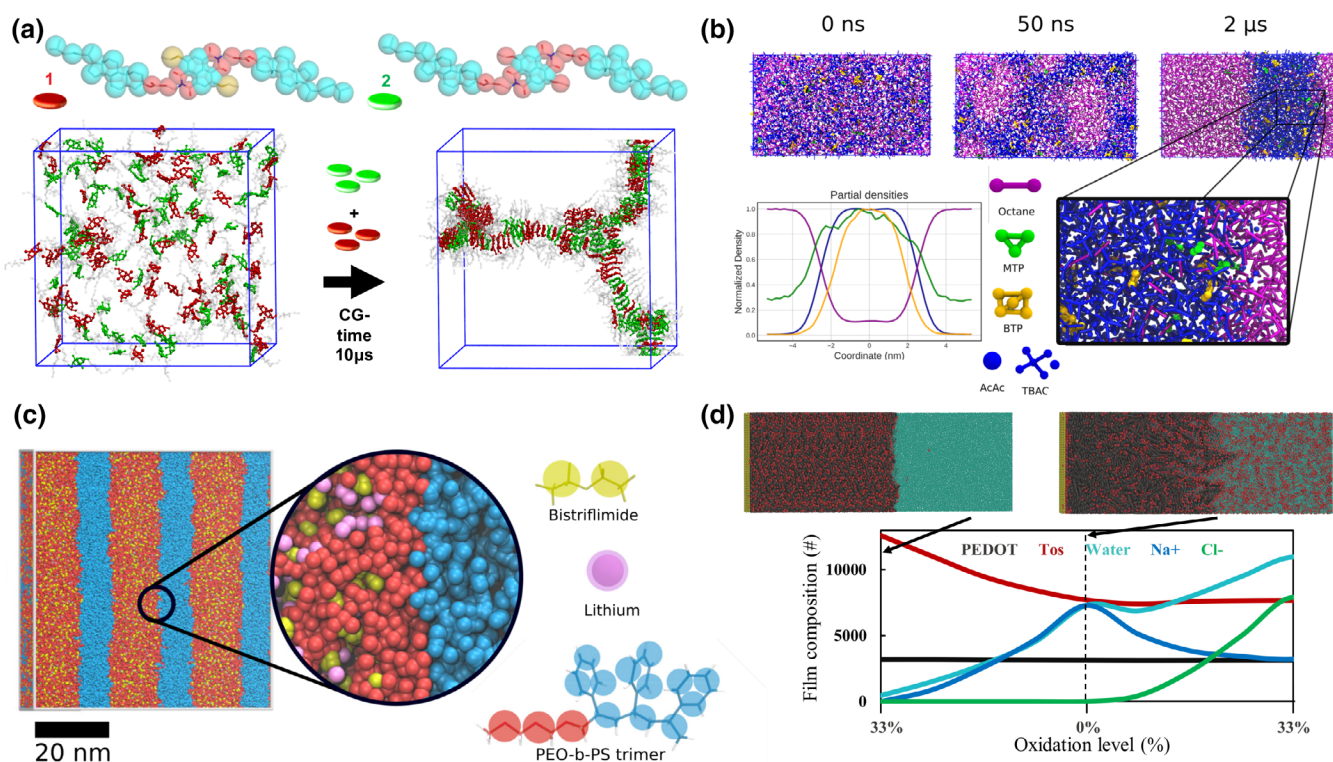 (a)
1
2
+
CG-
time
10μs
(b)
0 ns
50 ns
2 μs
Partial densities
Normalized Density
1.0
0.8
0.6
0.4
0.2
0.0
−4
−2
0
2
4
Coordinate (nm)
Octane
MTP
BTP
AcAc
TBAC
(c)
20 nm
Bistriflimide
Lithium
PEO-b-PS trimer
(d)
Film composition (#)
10000
5000
0
PEDOT Tos Water Na+ Cl-
33%
0%
33%
Oxidation level (%)